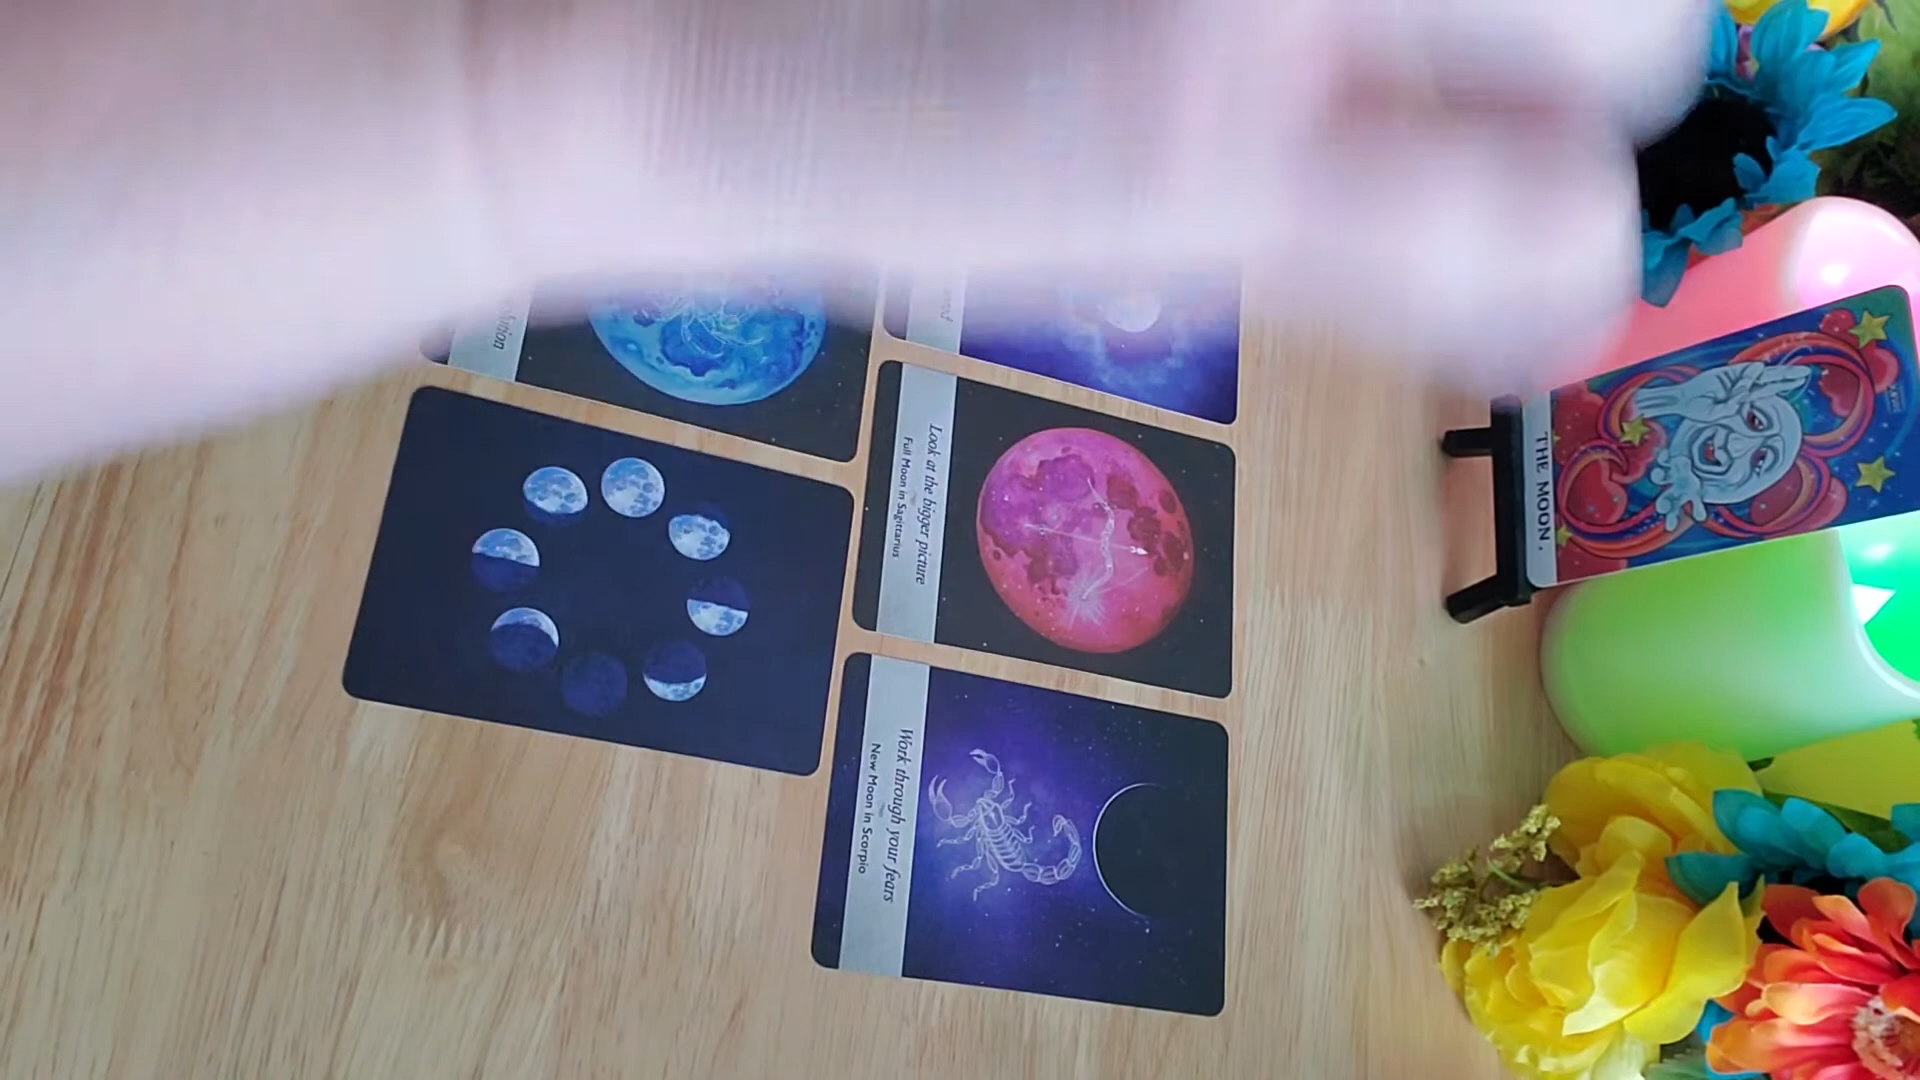 Look at the bigger picture
Full Moon in Sagittarius
Work through your fears
New Moon in Scorpio
THE MOON.